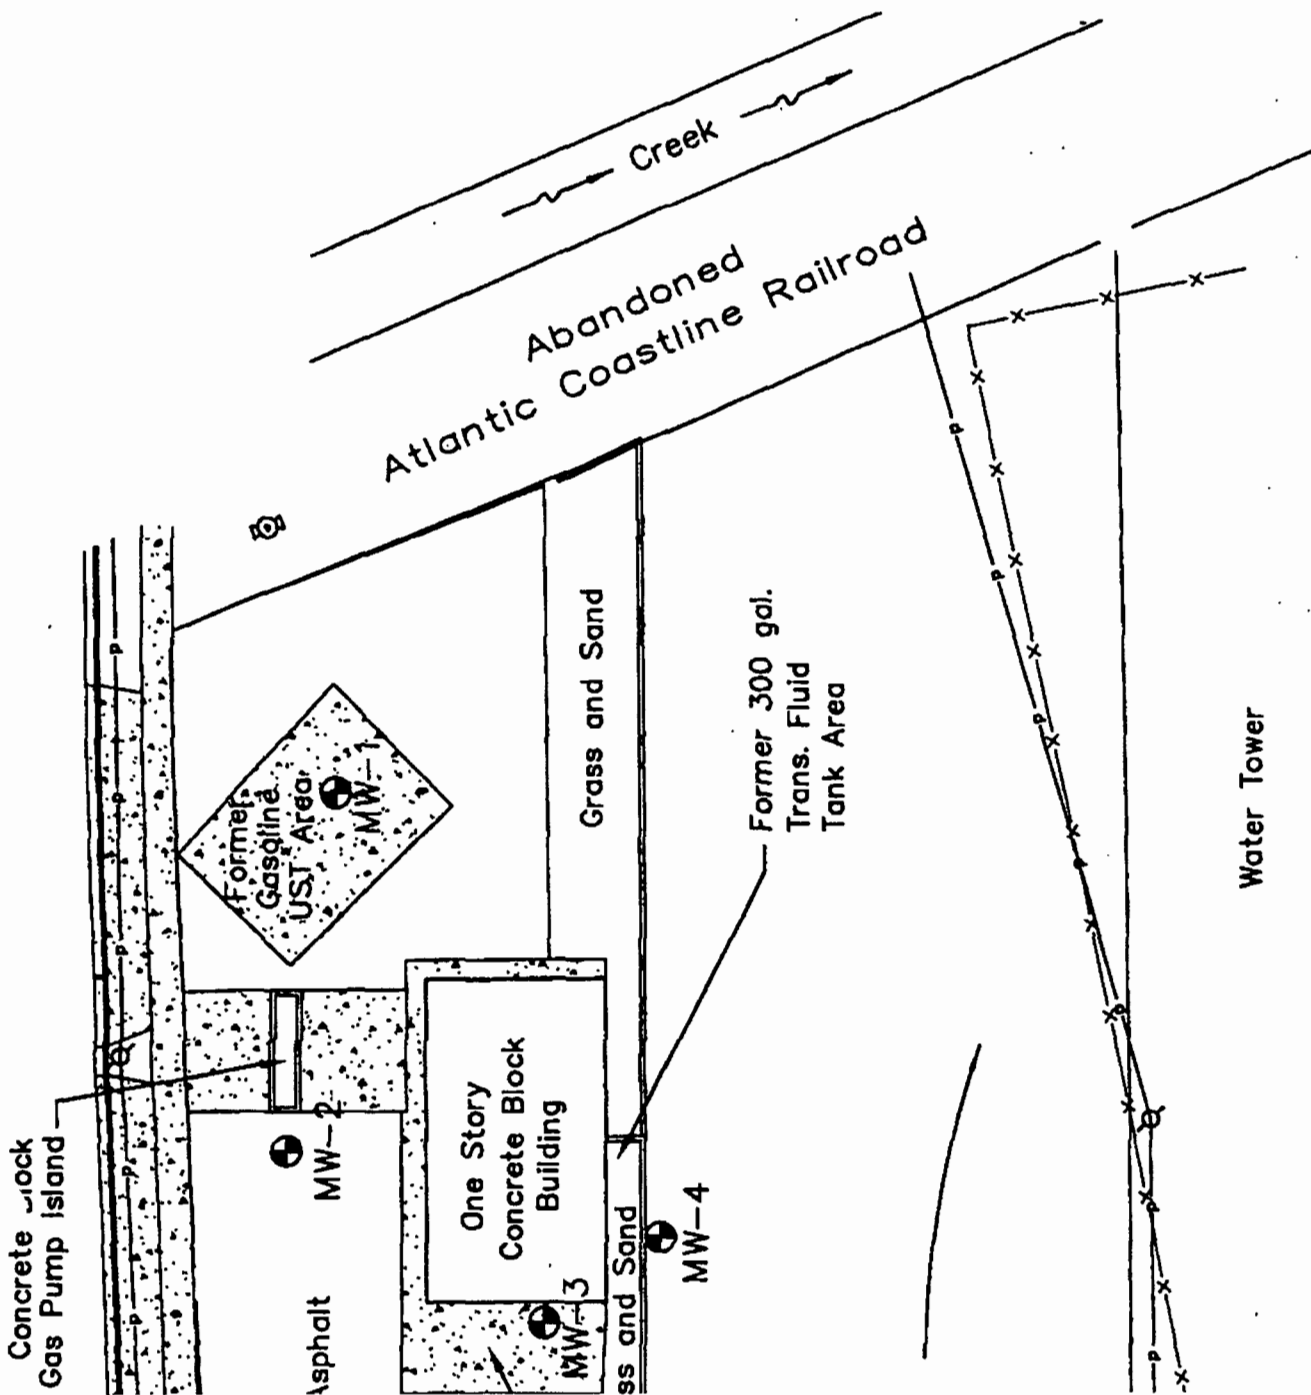 Creek
Abandoned
Atlantic Coastline Railroad
Grass and Sand
Former 300 gal.
Trans. Fluid
Tank Area
Former
Gasoline
UST Area
MW-1
Water Tower
Concrete
Gas Pump Island
MW-2
One Story
Concrete Block
Building
MW-4
MW-3
and Sand
Asphalt